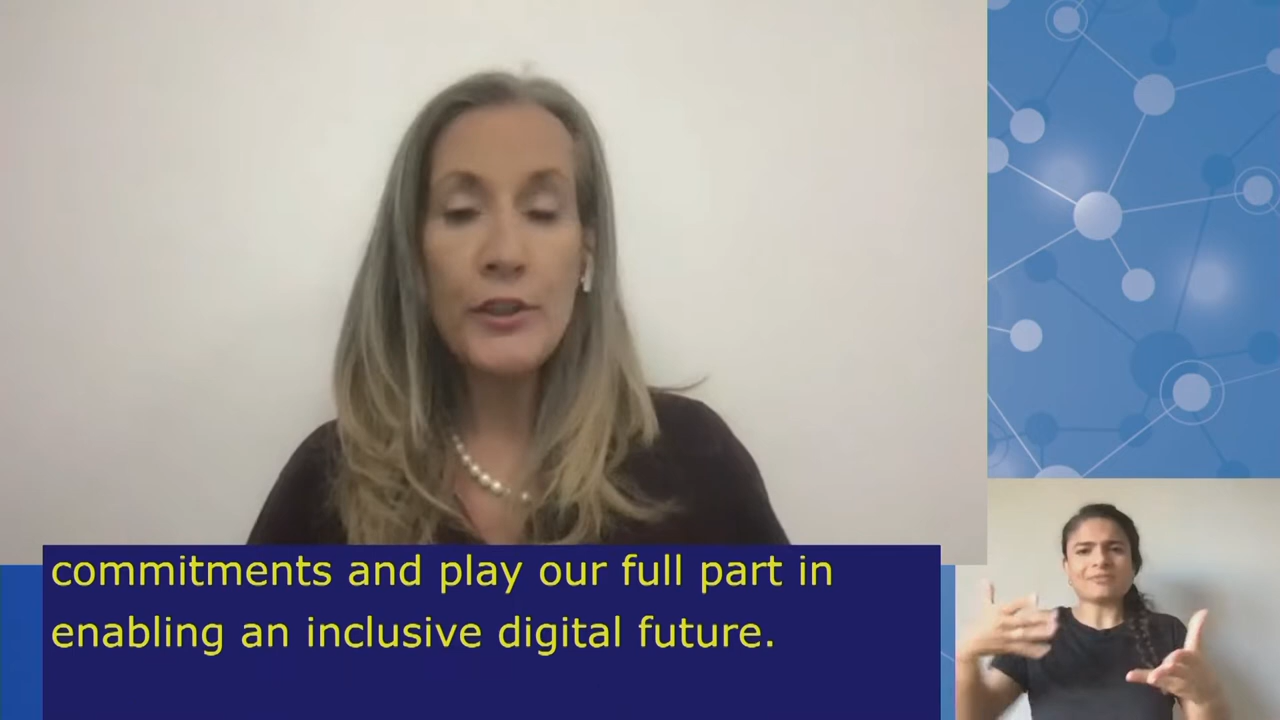 commitments and play our full part in
enabling an inclusive digital future.